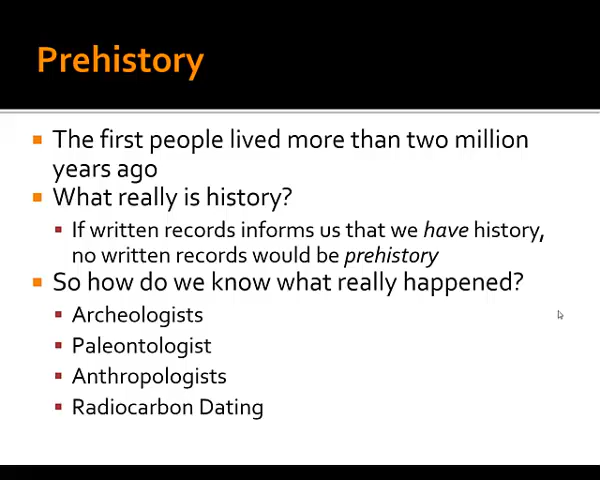 Prehistory
The first people lived more than two million
years ago
What really is history?
If written records informs us that we have history,
no written records would be prehistory
So how do we know what really happened?
Archeologists
Paleontologist
Anthropologists
Radiocarbon Dating